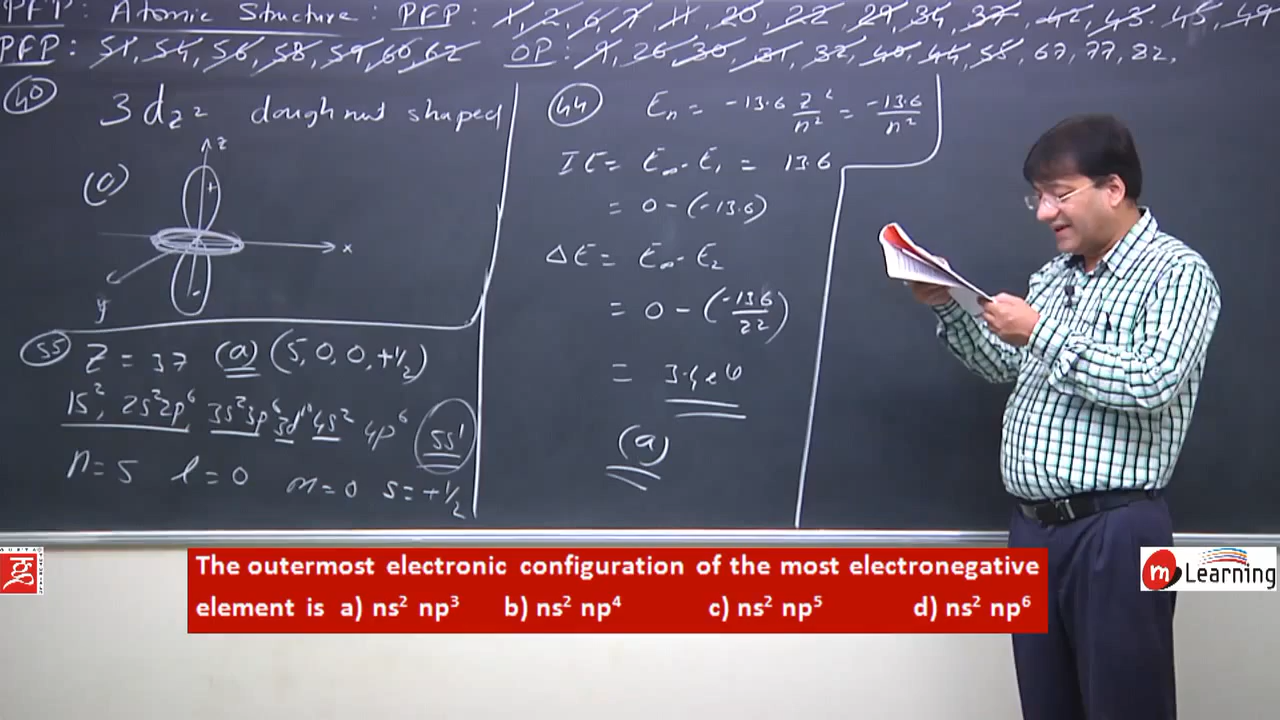 PFP: Atomic Structure: PFP: 1, 2, 6, 7, 11, 20, 22, 29, 34, 37, 42, 43, 45, 49
PFP: 51, 54, 56, 58, 59, 60, 62 OP: 9, 26, 30, 31, 32, 40, 44, 55, 67, 77, 82,
40
3dz² doughnut shaped
z
(c)
+
x
y
-
55 Z = 37 (a) (5, 0, 0, +1/2)
1S², 2S²2p⁶ 3S²3p⁶ 3d¹⁰ 4S² 4p⁶ 5S¹
n = 5 l = 0 m = 0 s = +1/2
44 En = -13.6 Z²/n² = -13.6/n²
IE = E∞ - E1 = 13.6
= 0 - (-13.6)
ΔE = E∞ - E2
= 0 - (-13.6/22)
= 3.4 eV
(a)
The outermost electronic configuration of the most electronegative
element is a) ns² np³ b) ns² np⁴ c) ns² np⁵ d) ns² np⁶
m Learning